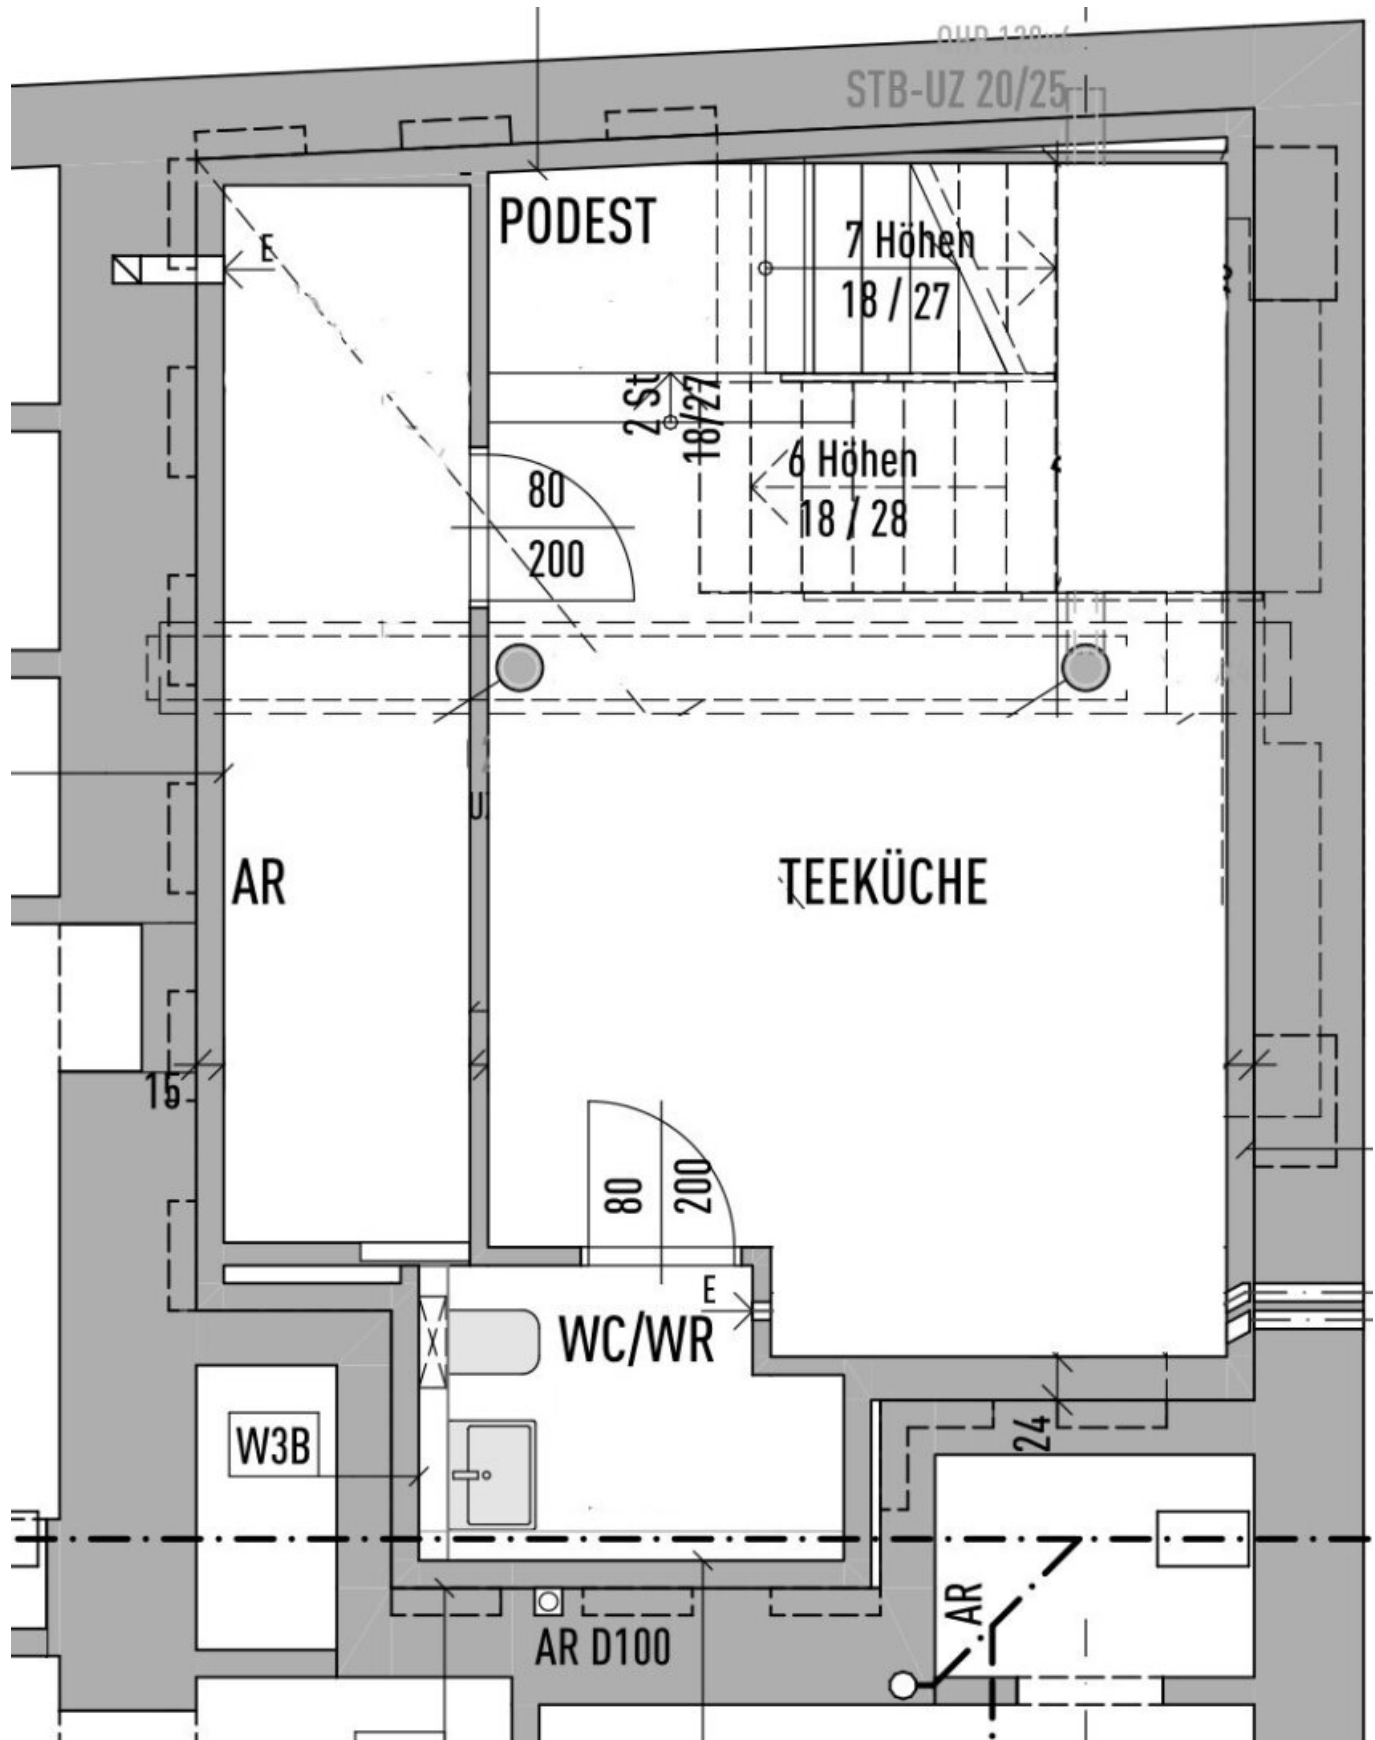 STB-UZ 20/25
PODEST
E
7 Höhen
18 / 27
2 St
18/27
6 Höhen
18 / 28
80
200
AR
TEEKÜCHE
15
80
200
E
WC/WR
W3B
24
AR
AR D100